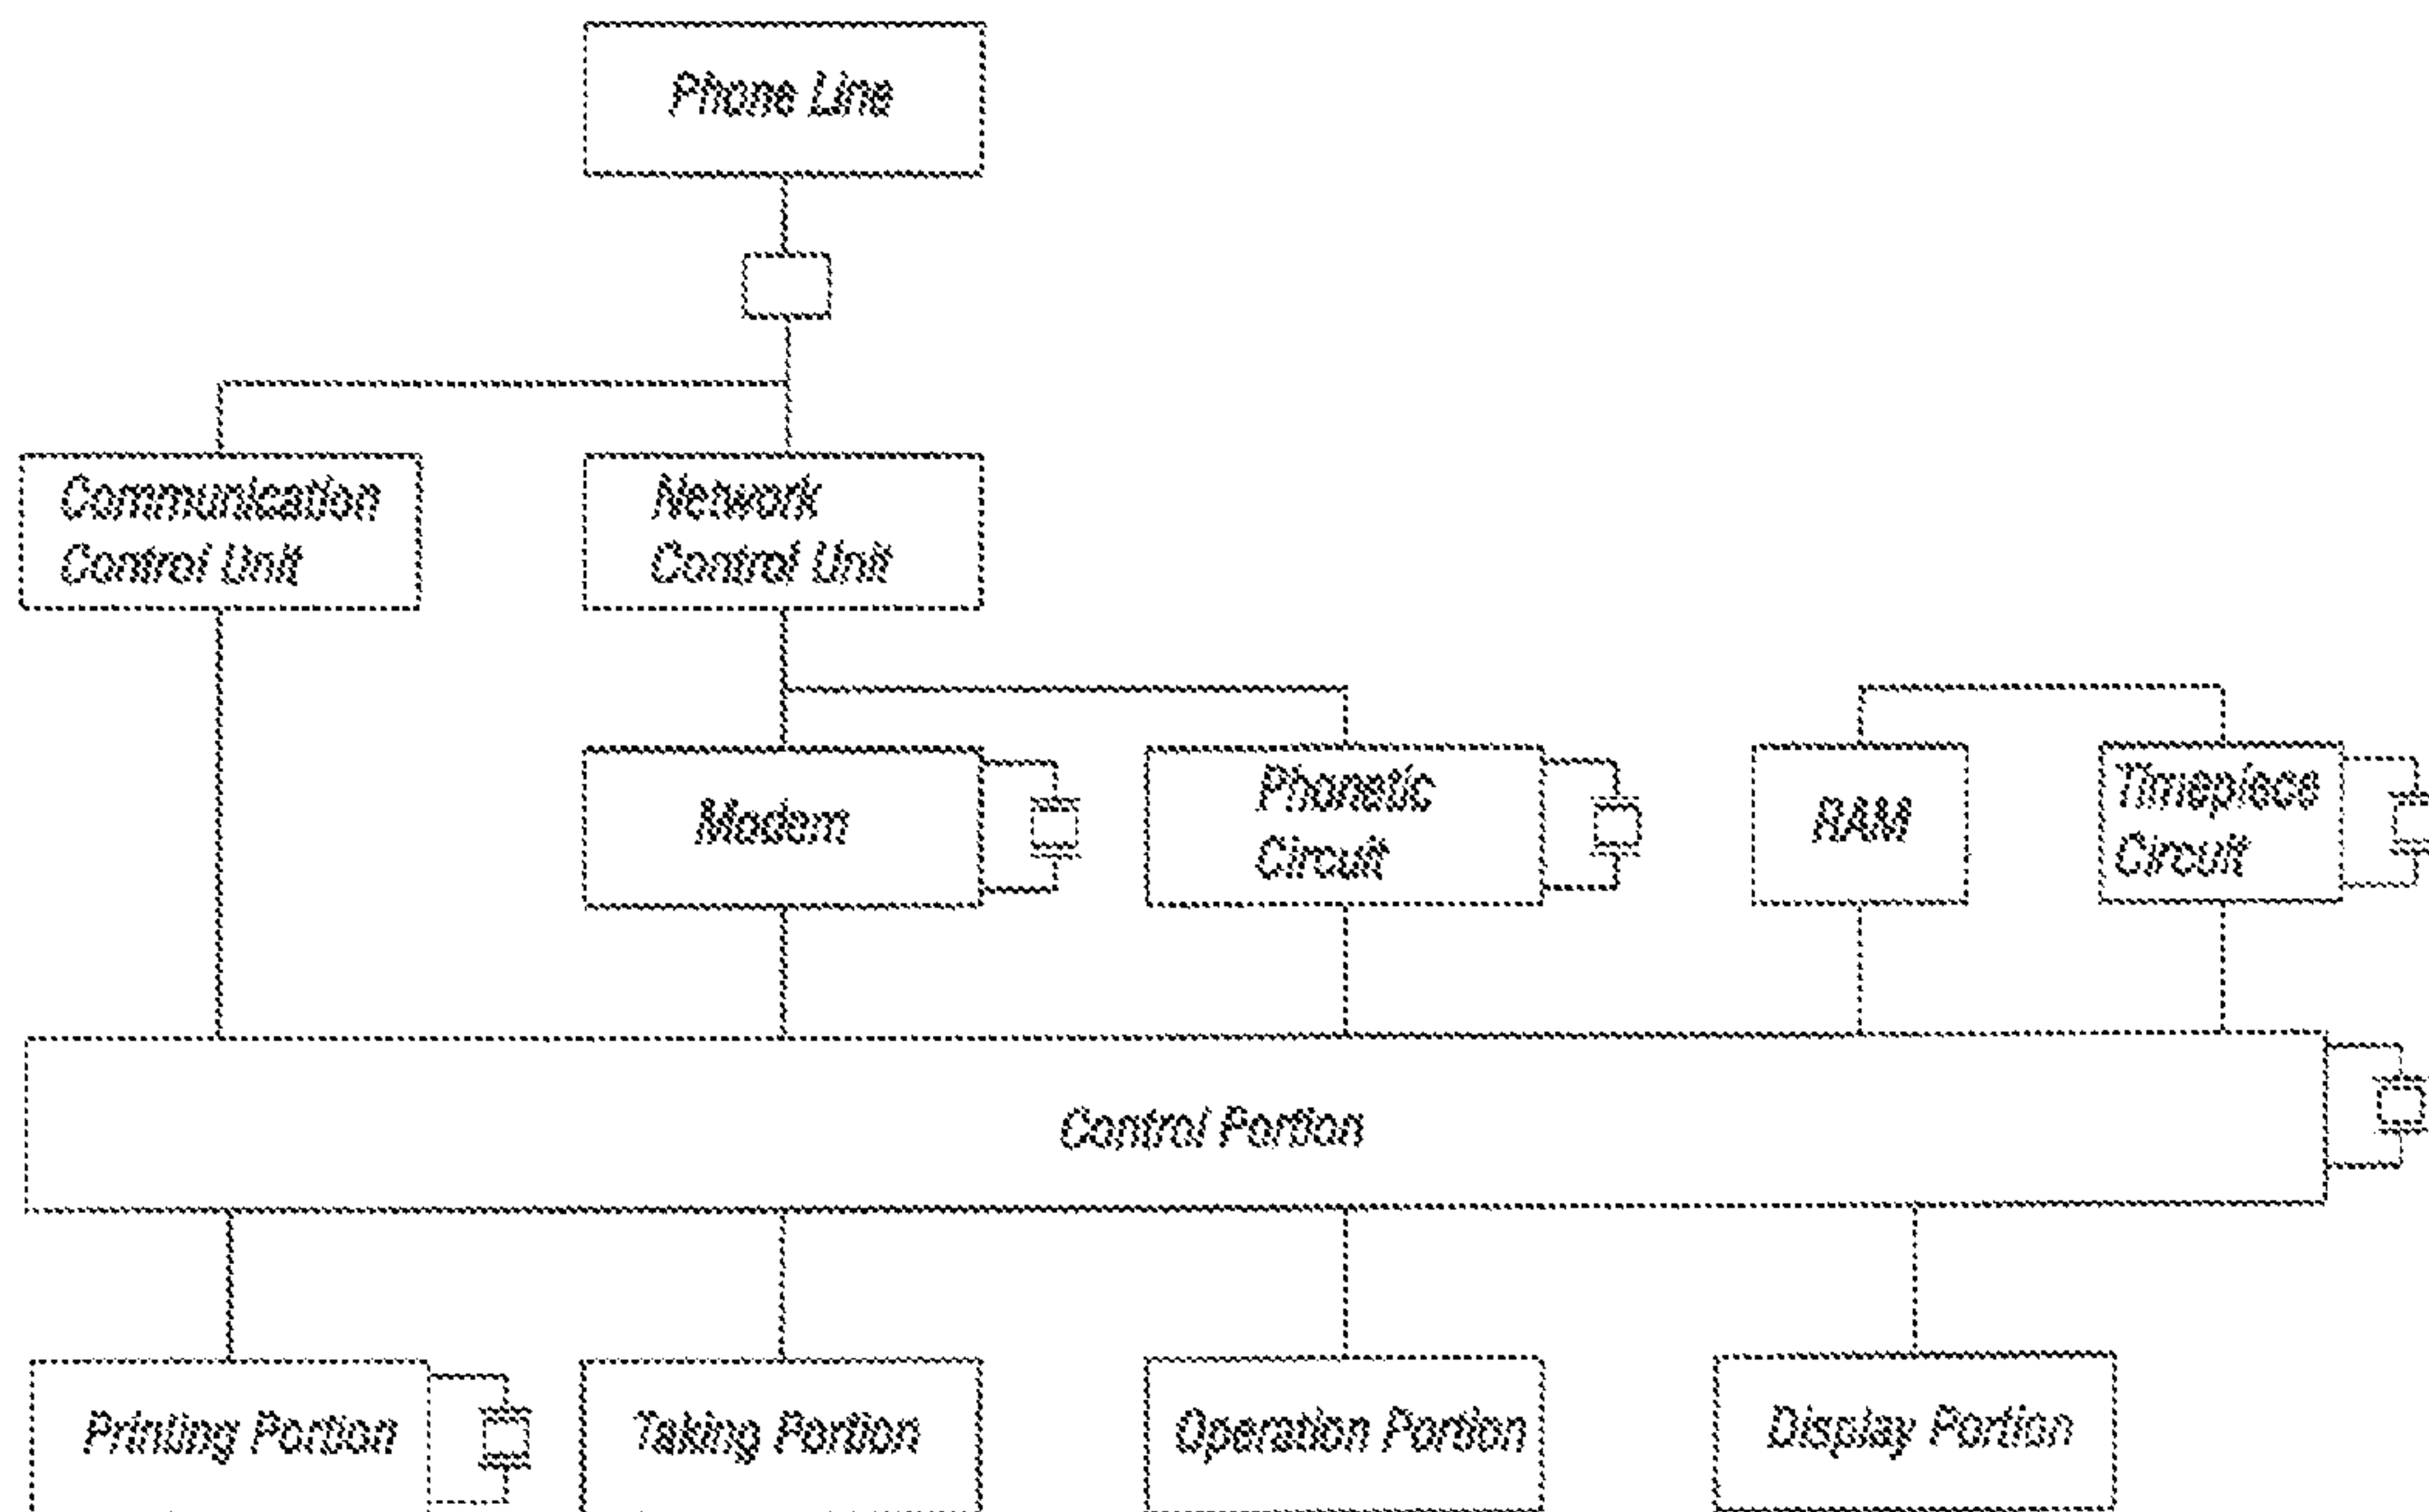 Phone Line
Communication
Control Unit
Network
Control Unit
Modem
Phonetic
Circuit
RAM
Timepiece
Circuit
Control Portion
Printing Portion
Taking Portion
Operation Portion
Display Portion